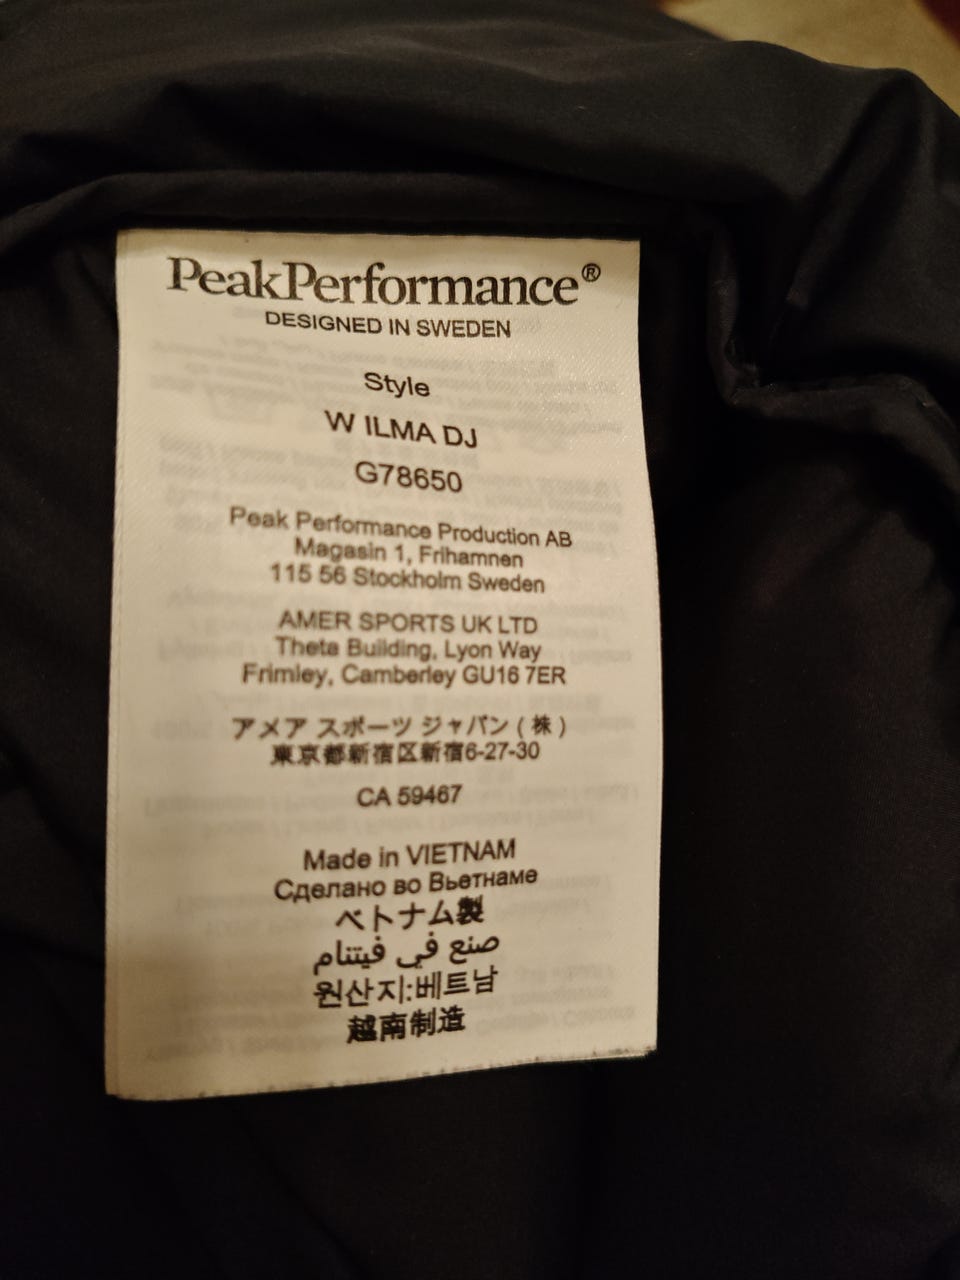 PeakPerformance®
DESIGNED IN SWEDEN
Style
W ILMA DJ
G78650
Peak Performance Production AB
Magasin 1, Frihamnen
115 56 Stockholm Sweden
AMER SPORTS UK LTD
Theta Building, Lyon Way
Frimley, Camberley GU16 7ER
アメア スポーツ ジャパン ( 株 )
東京都新宿区新宿6-27-30
CA 59467
Made in VIETNAM
Сделано во Вьетнаме
ベトナム製
صنع في فيتنام
원산지:베트남
越南制造